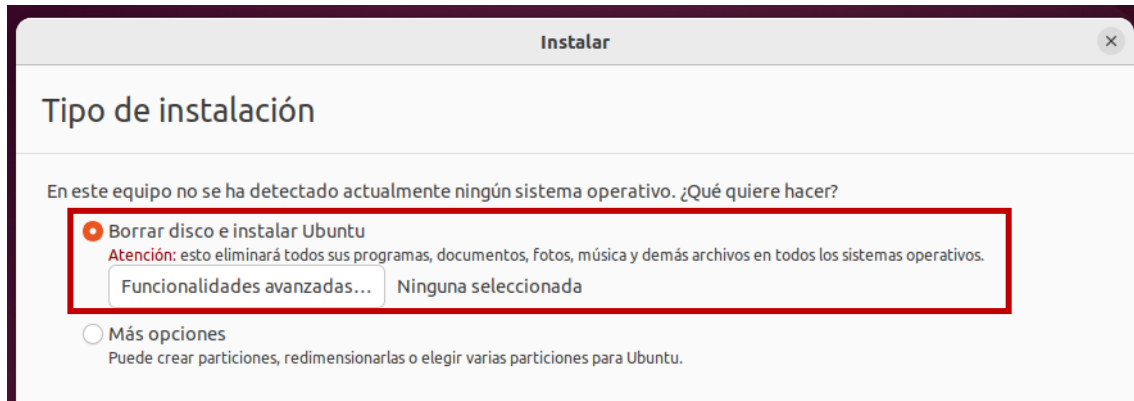 Instalar
Tipo de instalación
En este equipo no se ha detectado actualmente ningún sistema operativo. ¿Qué quiere hacer?
Borrar disco e instalar Ubuntu
Atención: esto eliminará todos sus programas, documentos, fotos, música y demás archivos en todos los sistemas operativos.
Funcionalidades avanzadas... Ninguna seleccionada
Más opciones
Puede crear particiones, redimensionarlas o elegir varias particiones para Ubuntu.